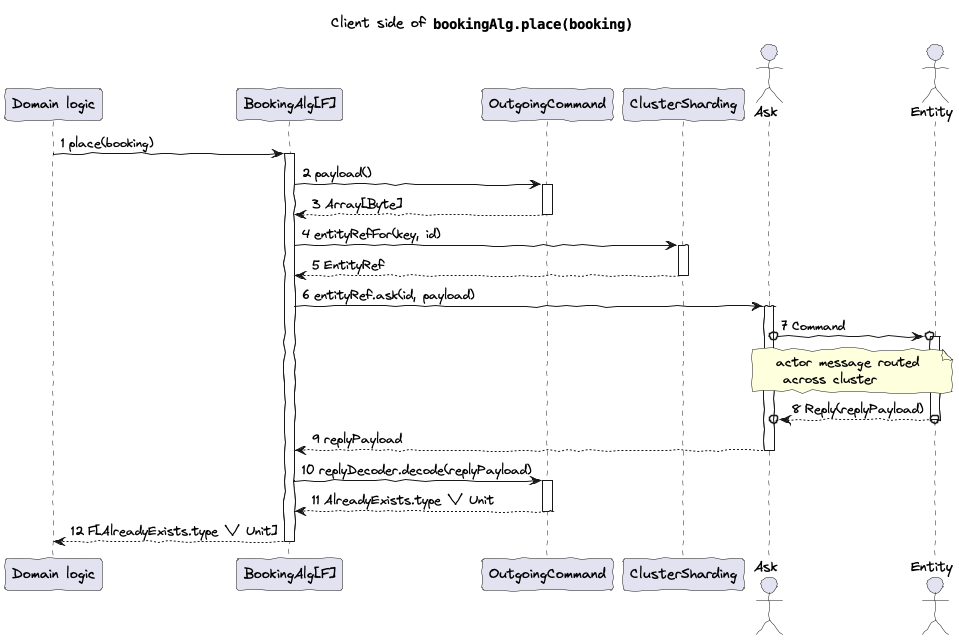 Client side of bookingAlg.place(booking)
Ask
Entity
Domain logic
BookingAlg[F]
OutgoingCommand
ClusterSharding
1 place(booking)
2 payload()
3 Array[Byte]
4 entityRefFor(key, id)
5 EntityRef
6 entityRef.ask(id, payload)
7 Command
actor message routed
across cluster
8 Reply(replyPayload)
9 replyPayload
10 replyDecoder.decode(replyPayload)
11 AlreadyExists.type \/ Unit
12 F[AlreadyExists.type \/ Unit]
Domain logic
BookingAlg[F]
OutgoingCommand
ClusterSharding
Ask
Entity